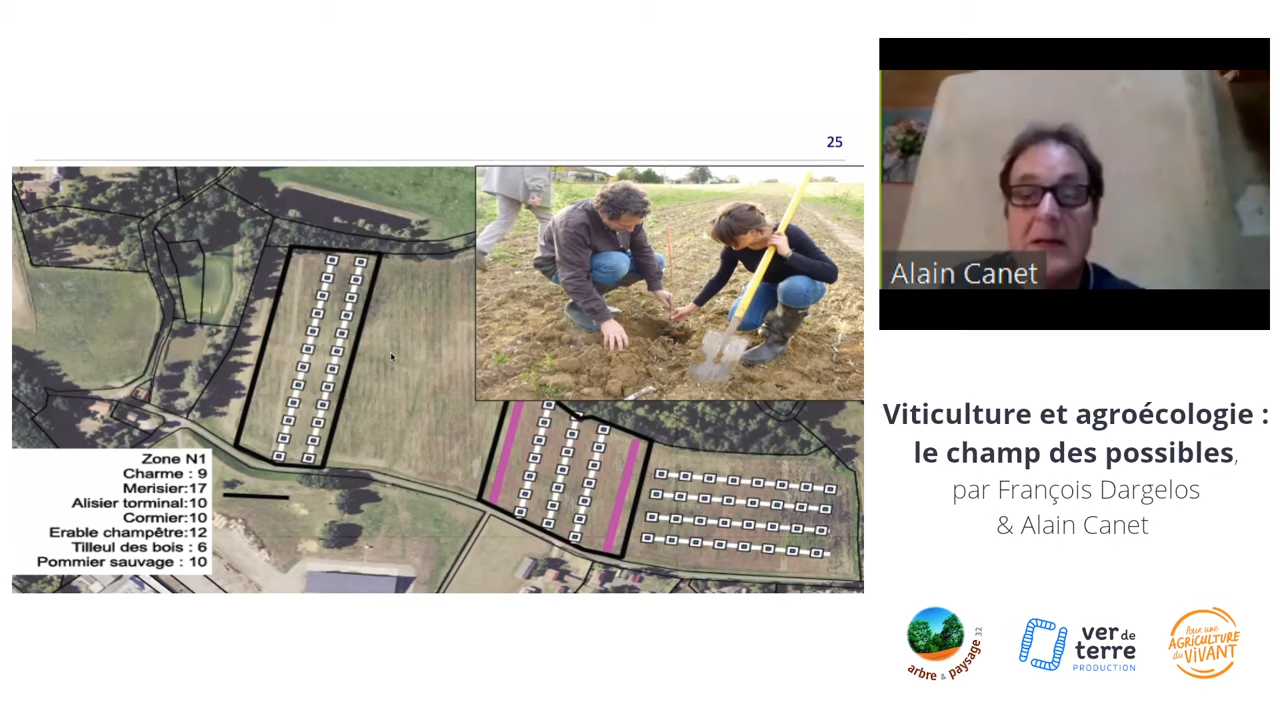 25
Zone N1
Charme : 9
Merisier:17
Alisier torminal:10
Cormier:10
Erable champêtre:12
Tilleul des bois : 6
Pommier sauvage : 10
Alain Canet
Viticulture et agroécologie :
le champ des possibles,
par François Dargelos
& Alain Canet
arbre & paysage 32
ver de
terre
PRODUCTION
Pour une
AGRICULTURE
du VIVANT